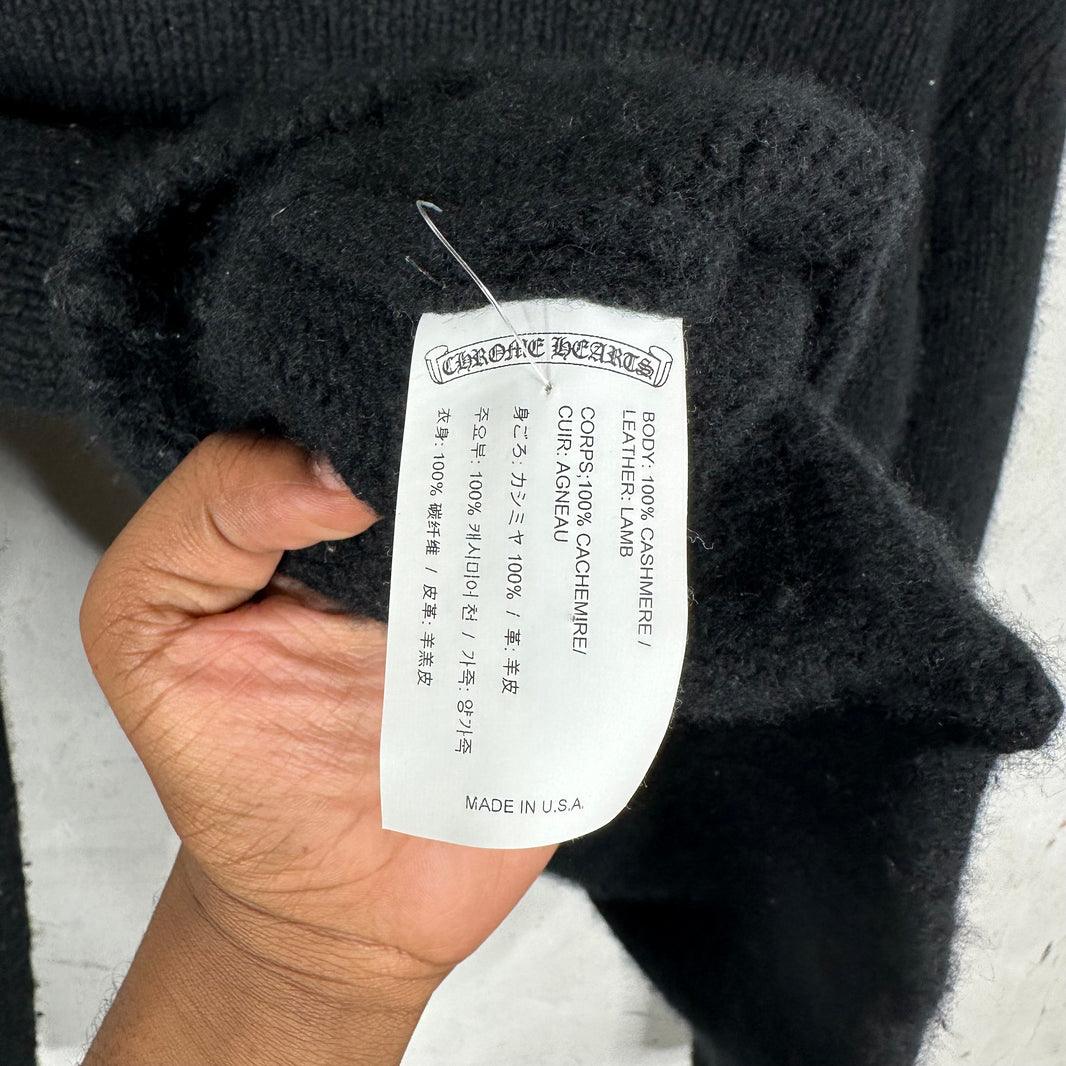 CHROME HEARTS
BODY: 100% CASHMERE /
LEATHER: LAMB
CORPS:100% CACHEMIRE/
CUIR: AGNEAU
身ごろ: カシミヤ 100% / 革: 羊皮
주요부: 100% 캐시미어 천 / 가죽: 양가죽
衣身: 100% 碳纤维 / 皮革: 羊羔皮
MADE IN U.S.A.